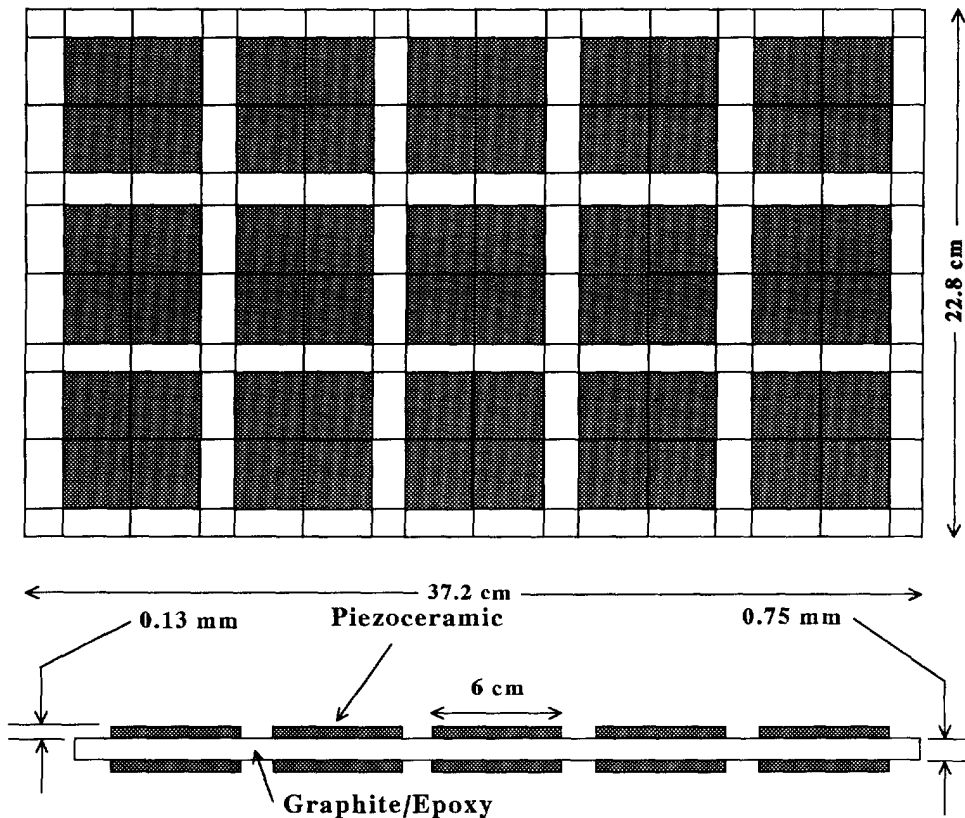 22.8 cm
37.2 cm
0.13 mm
Piezoceramic
0.75 mm
6 cm
Graphite/Epoxy